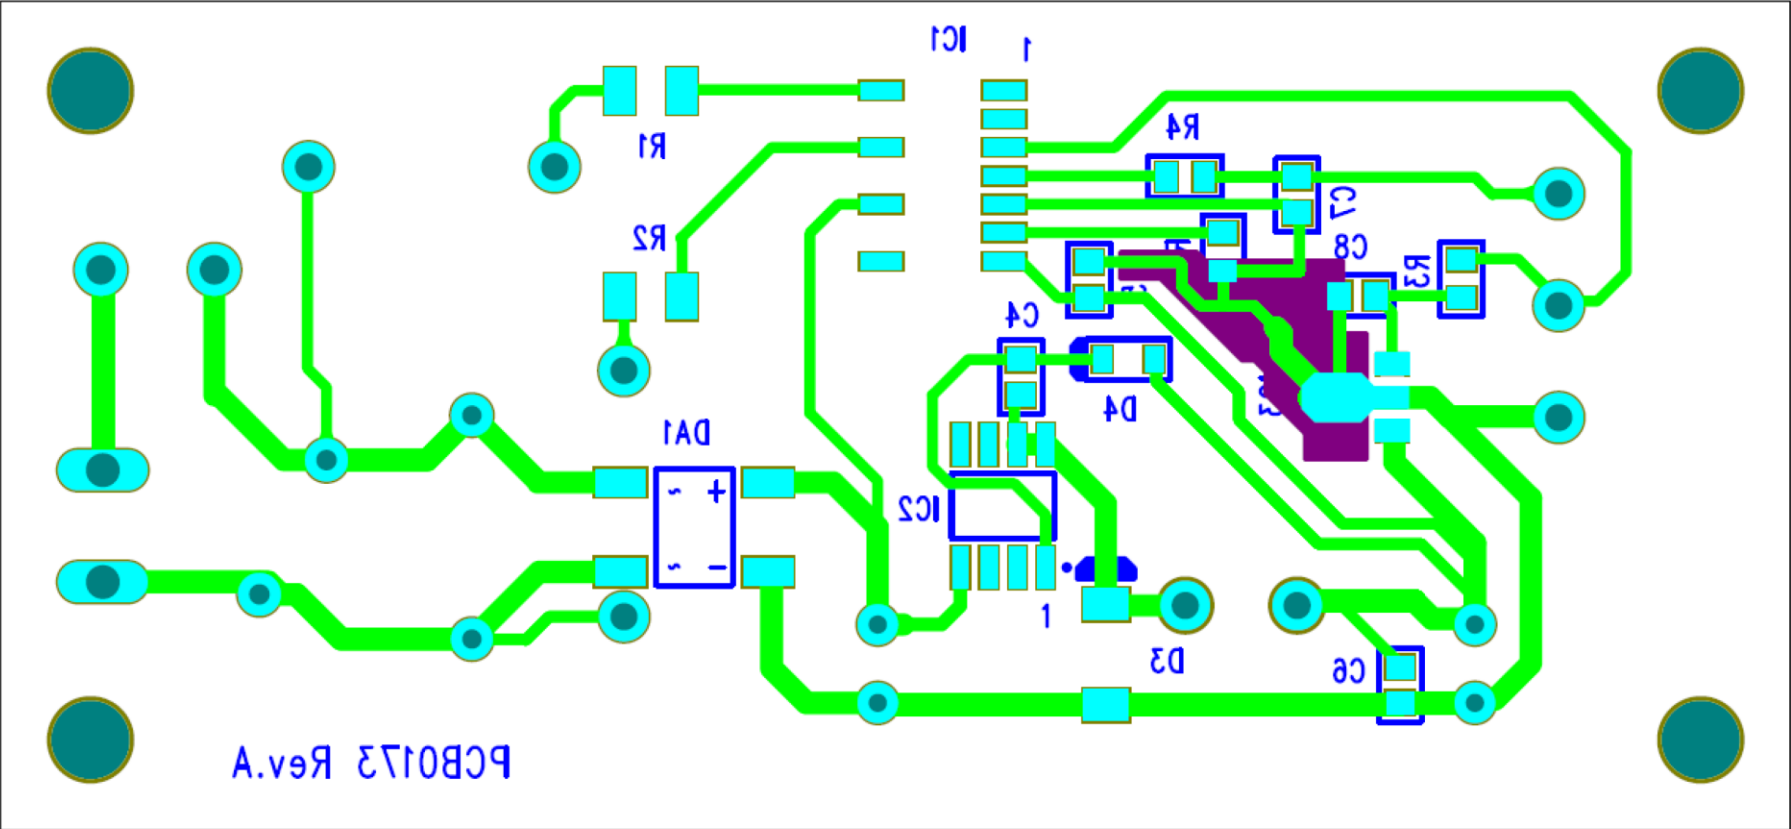 IC1
1
R4
R1
C7
R2
C8
R3
C4
D4
DA1
~ +
IC2
~ -
1
D3
C6
PCB0173 Rev.A